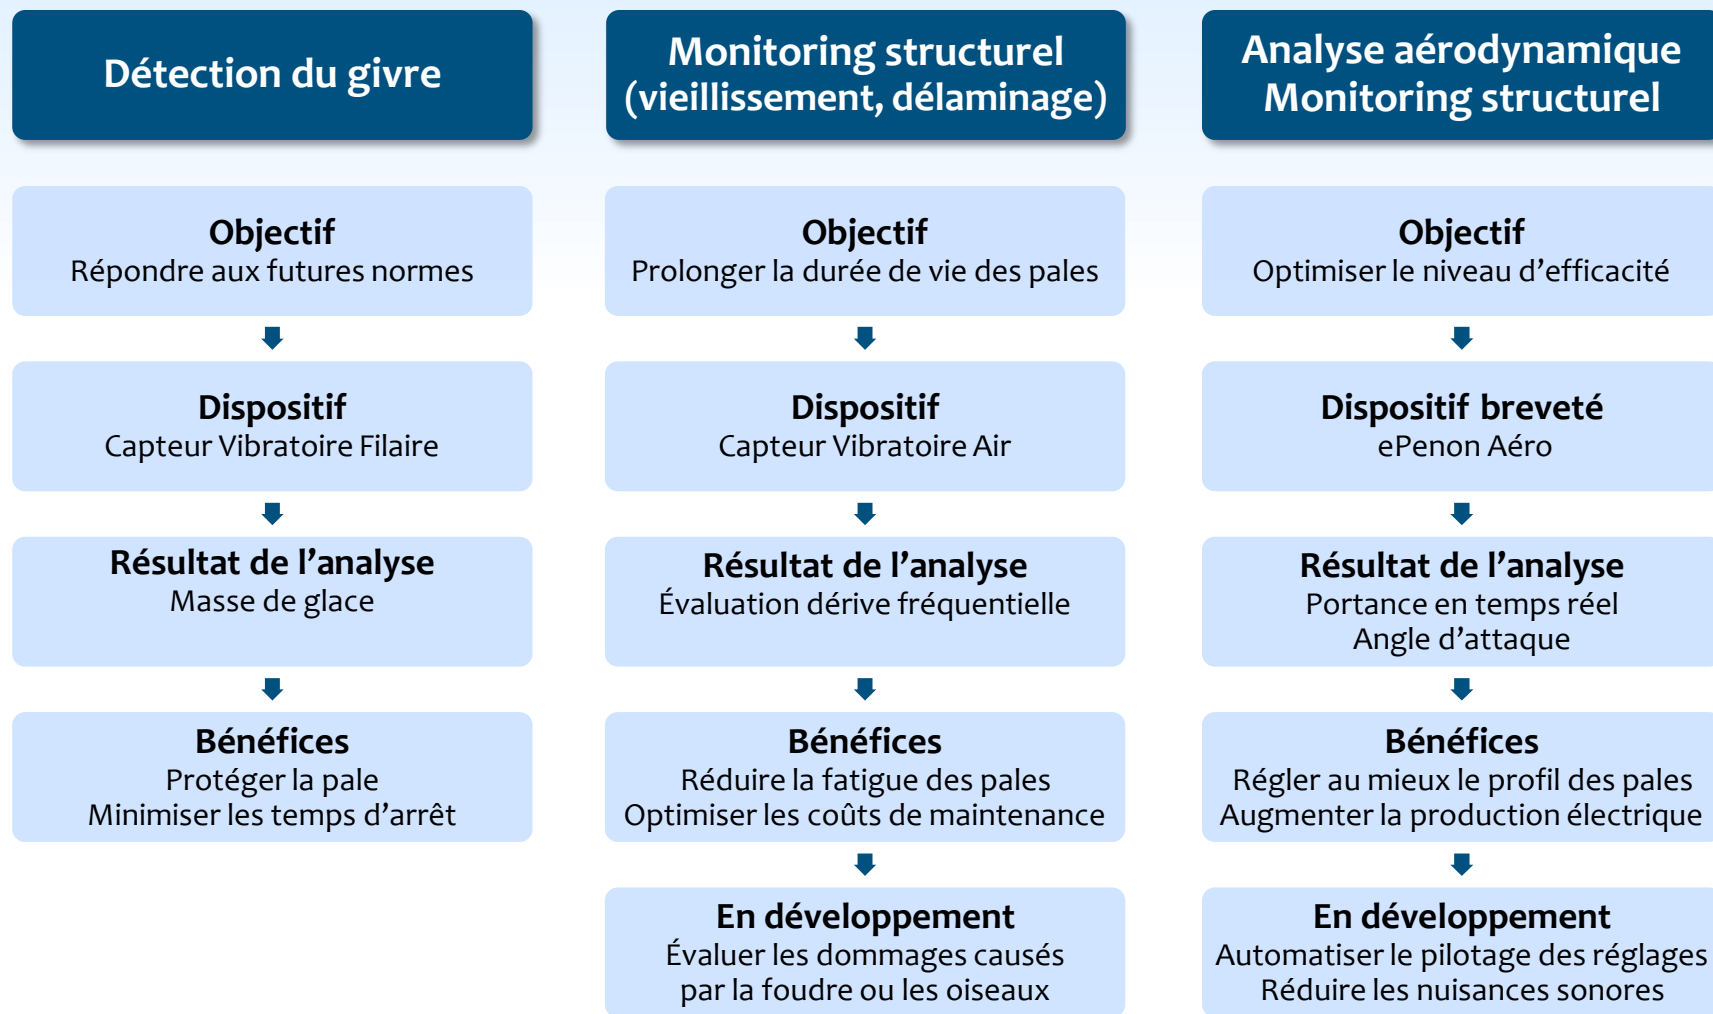 Détection du givre
Objectif
Répondre aux futures normes
Dispositif
Capteur Vibratoire Filaire
Résultat de l’analyse
Masse de glace
Bénéfices
Protéger la pale
Minimiser les temps d’arrêt
Monitoring structurel
(vieillissement, délaminage)
Objectif
Prolonger la durée de vie des pales
Dispositif
Capteur Vibratoire Air
Résultat de l’analyse
Évaluation dérive fréquentielle
Bénéfices
Réduire la fatigue des pales
Optimiser les coûts de maintenance
En développement
Évaluer les dommages causés
par la foudre ou les oiseaux
Analyse aérodynamique
Monitoring structurel
Objectif
Optimiser le niveau d’efficacité
Dispositif breveté
ePenon Aéro
Résultat de l’analyse
Portance en temps réel
Angle d’attaque
Bénéfices
Régler au mieux le profil des pales
Augmenter la production électrique
En développement
Automatiser le pilotage des réglages
Réduire les nuisances sonores